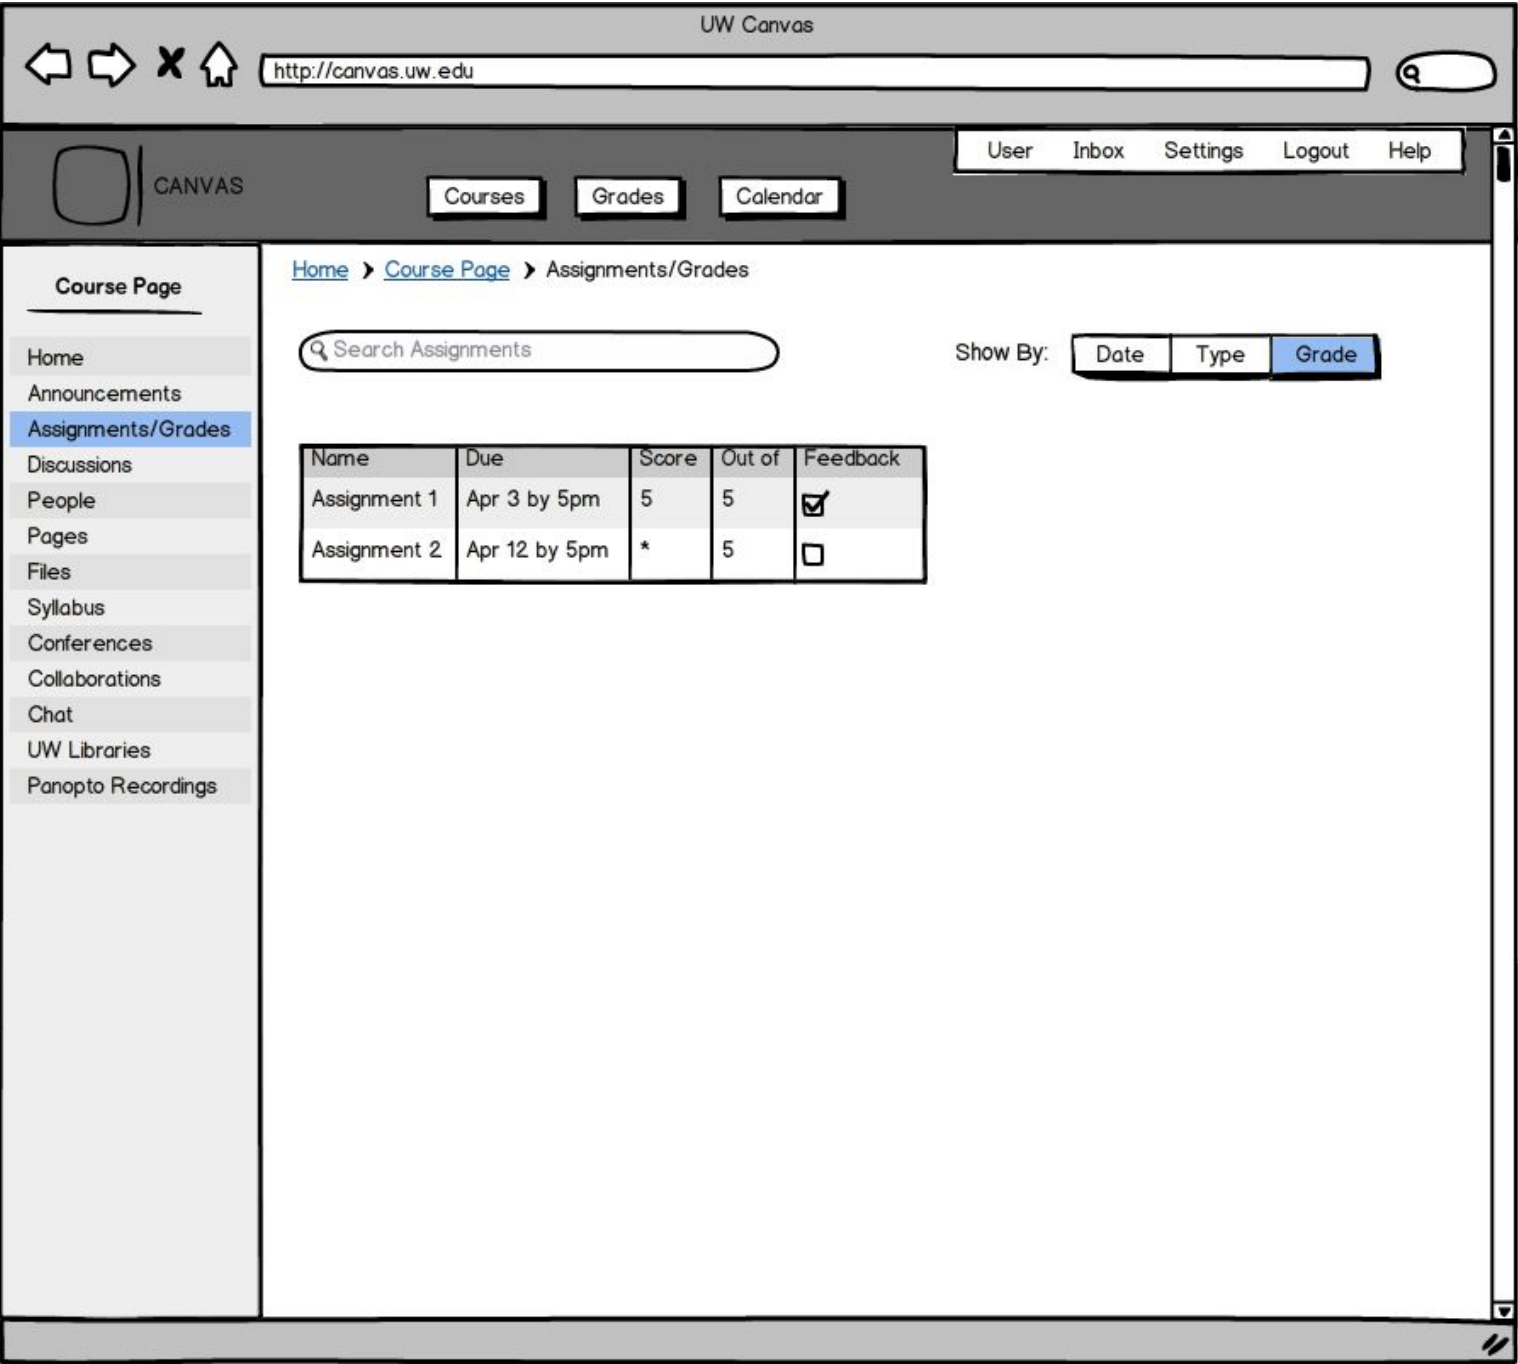 UW Canvas
http://canvas.uw.edu
User Inbox Settings Logout Help
CANVAS
Courses Grades Calendar
Course Page
Home
Announcements
Assignments/Grades
Discussions
People
Pages
Files
Syllabus
Conferences
Collaborations
Chat
UW Libraries
Panopto Recordings
Home > Course Page > Assignments/Grades
Search Assignments
Show By: Date Type Grade
Name Due Score Out of Feedback
Assignment 1 Apr 3 by 5pm 5 5
Assignment 2 Apr 12 by 5pm * 5